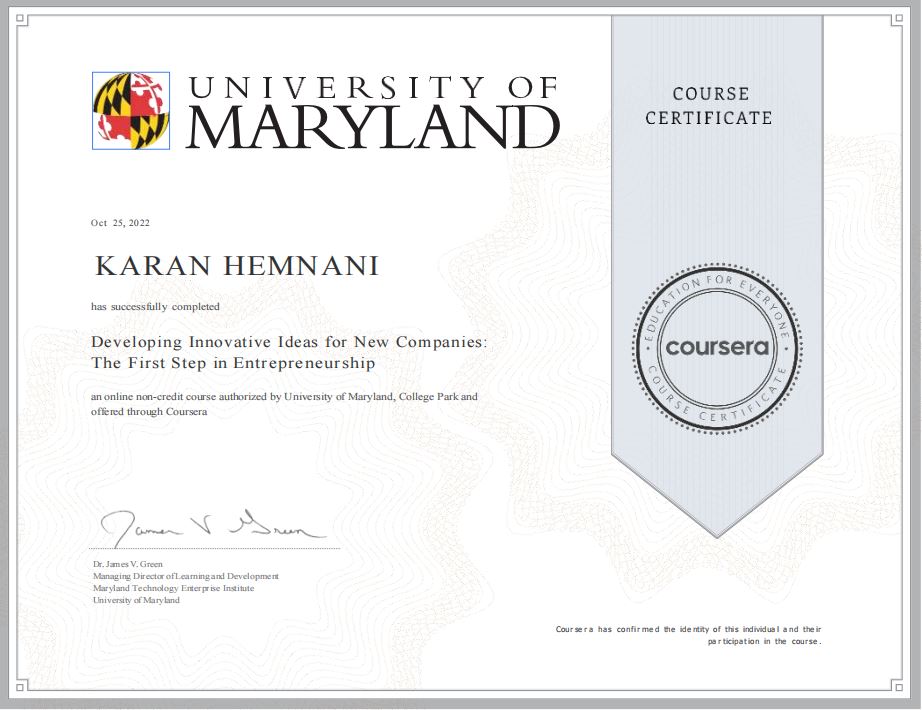 UNIVERSITY OF
MARYLAND
COURSE
CERTIFICATE
Oct 25, 2022
KARAN HEMNANI
has successfully completed
Developing Innovative Ideas for New Companies:
The First Step in Entrepreneurship
an online non-credit course authorized by University of Maryland, College Park and
offered through Coursera
EDUCATION FOR EVERYONE
coursera
COURSE CERTIFICATE
James V Green
Dr. James V. Green
Managing Director of Learning and Development
Maryland Technology Enterprise Institute
University of Maryland
Coursera has confirmed the identity of this individual and their
participation in the course.